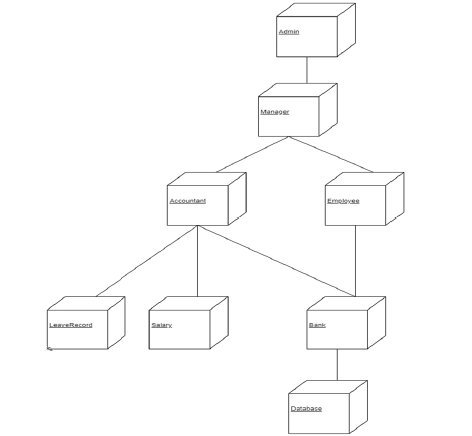 Admin
Manager
Accountant
Employee
LeaveRecord
Salary
Bank
Database